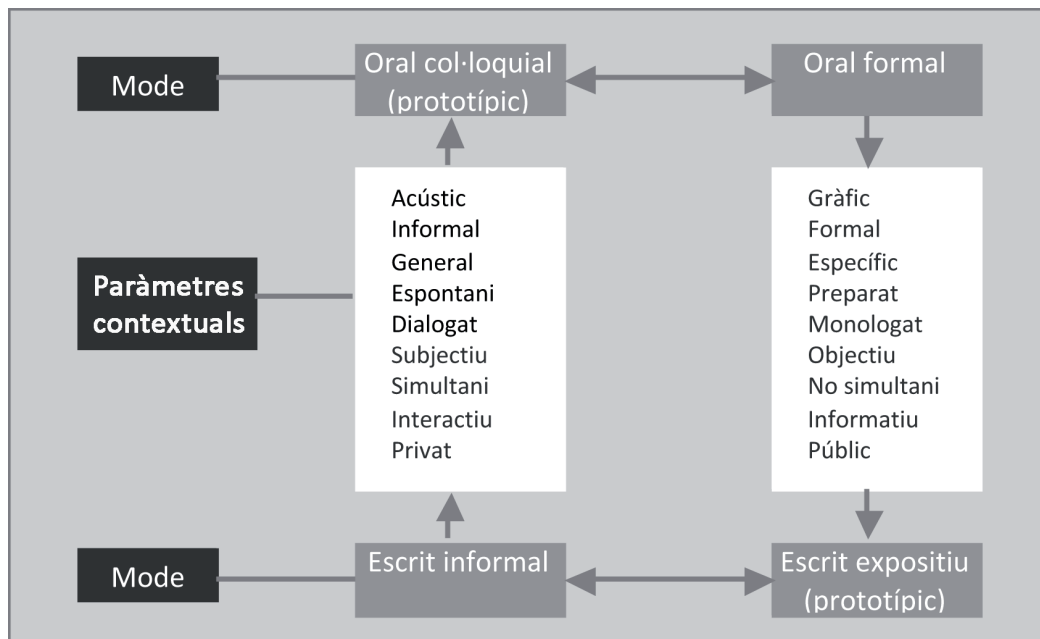 Mode
Oral col·loquial
(prototípic)
Oral formal
Paràmetres
contextuals
Acústic
Informal
General
Espontani
Dialogat
Subjectiu
Simultani
Interactiu
Privat
Gràfic
Formal
Específic
Preparat
Monologat
Objectiu
No simultani
Informatiu
Públic
Mode
Escrit informal
Escrit expositiu
(prototípic)